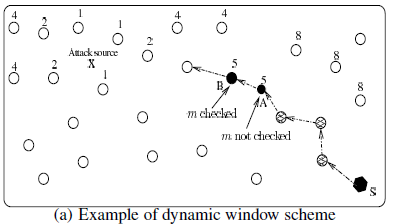 4 2 1 1 4 4
2 8
Attack source
X
5 8
4 2 1 B 5 8
A
m checked
m not checked
S
(a) Example of dynamic window scheme